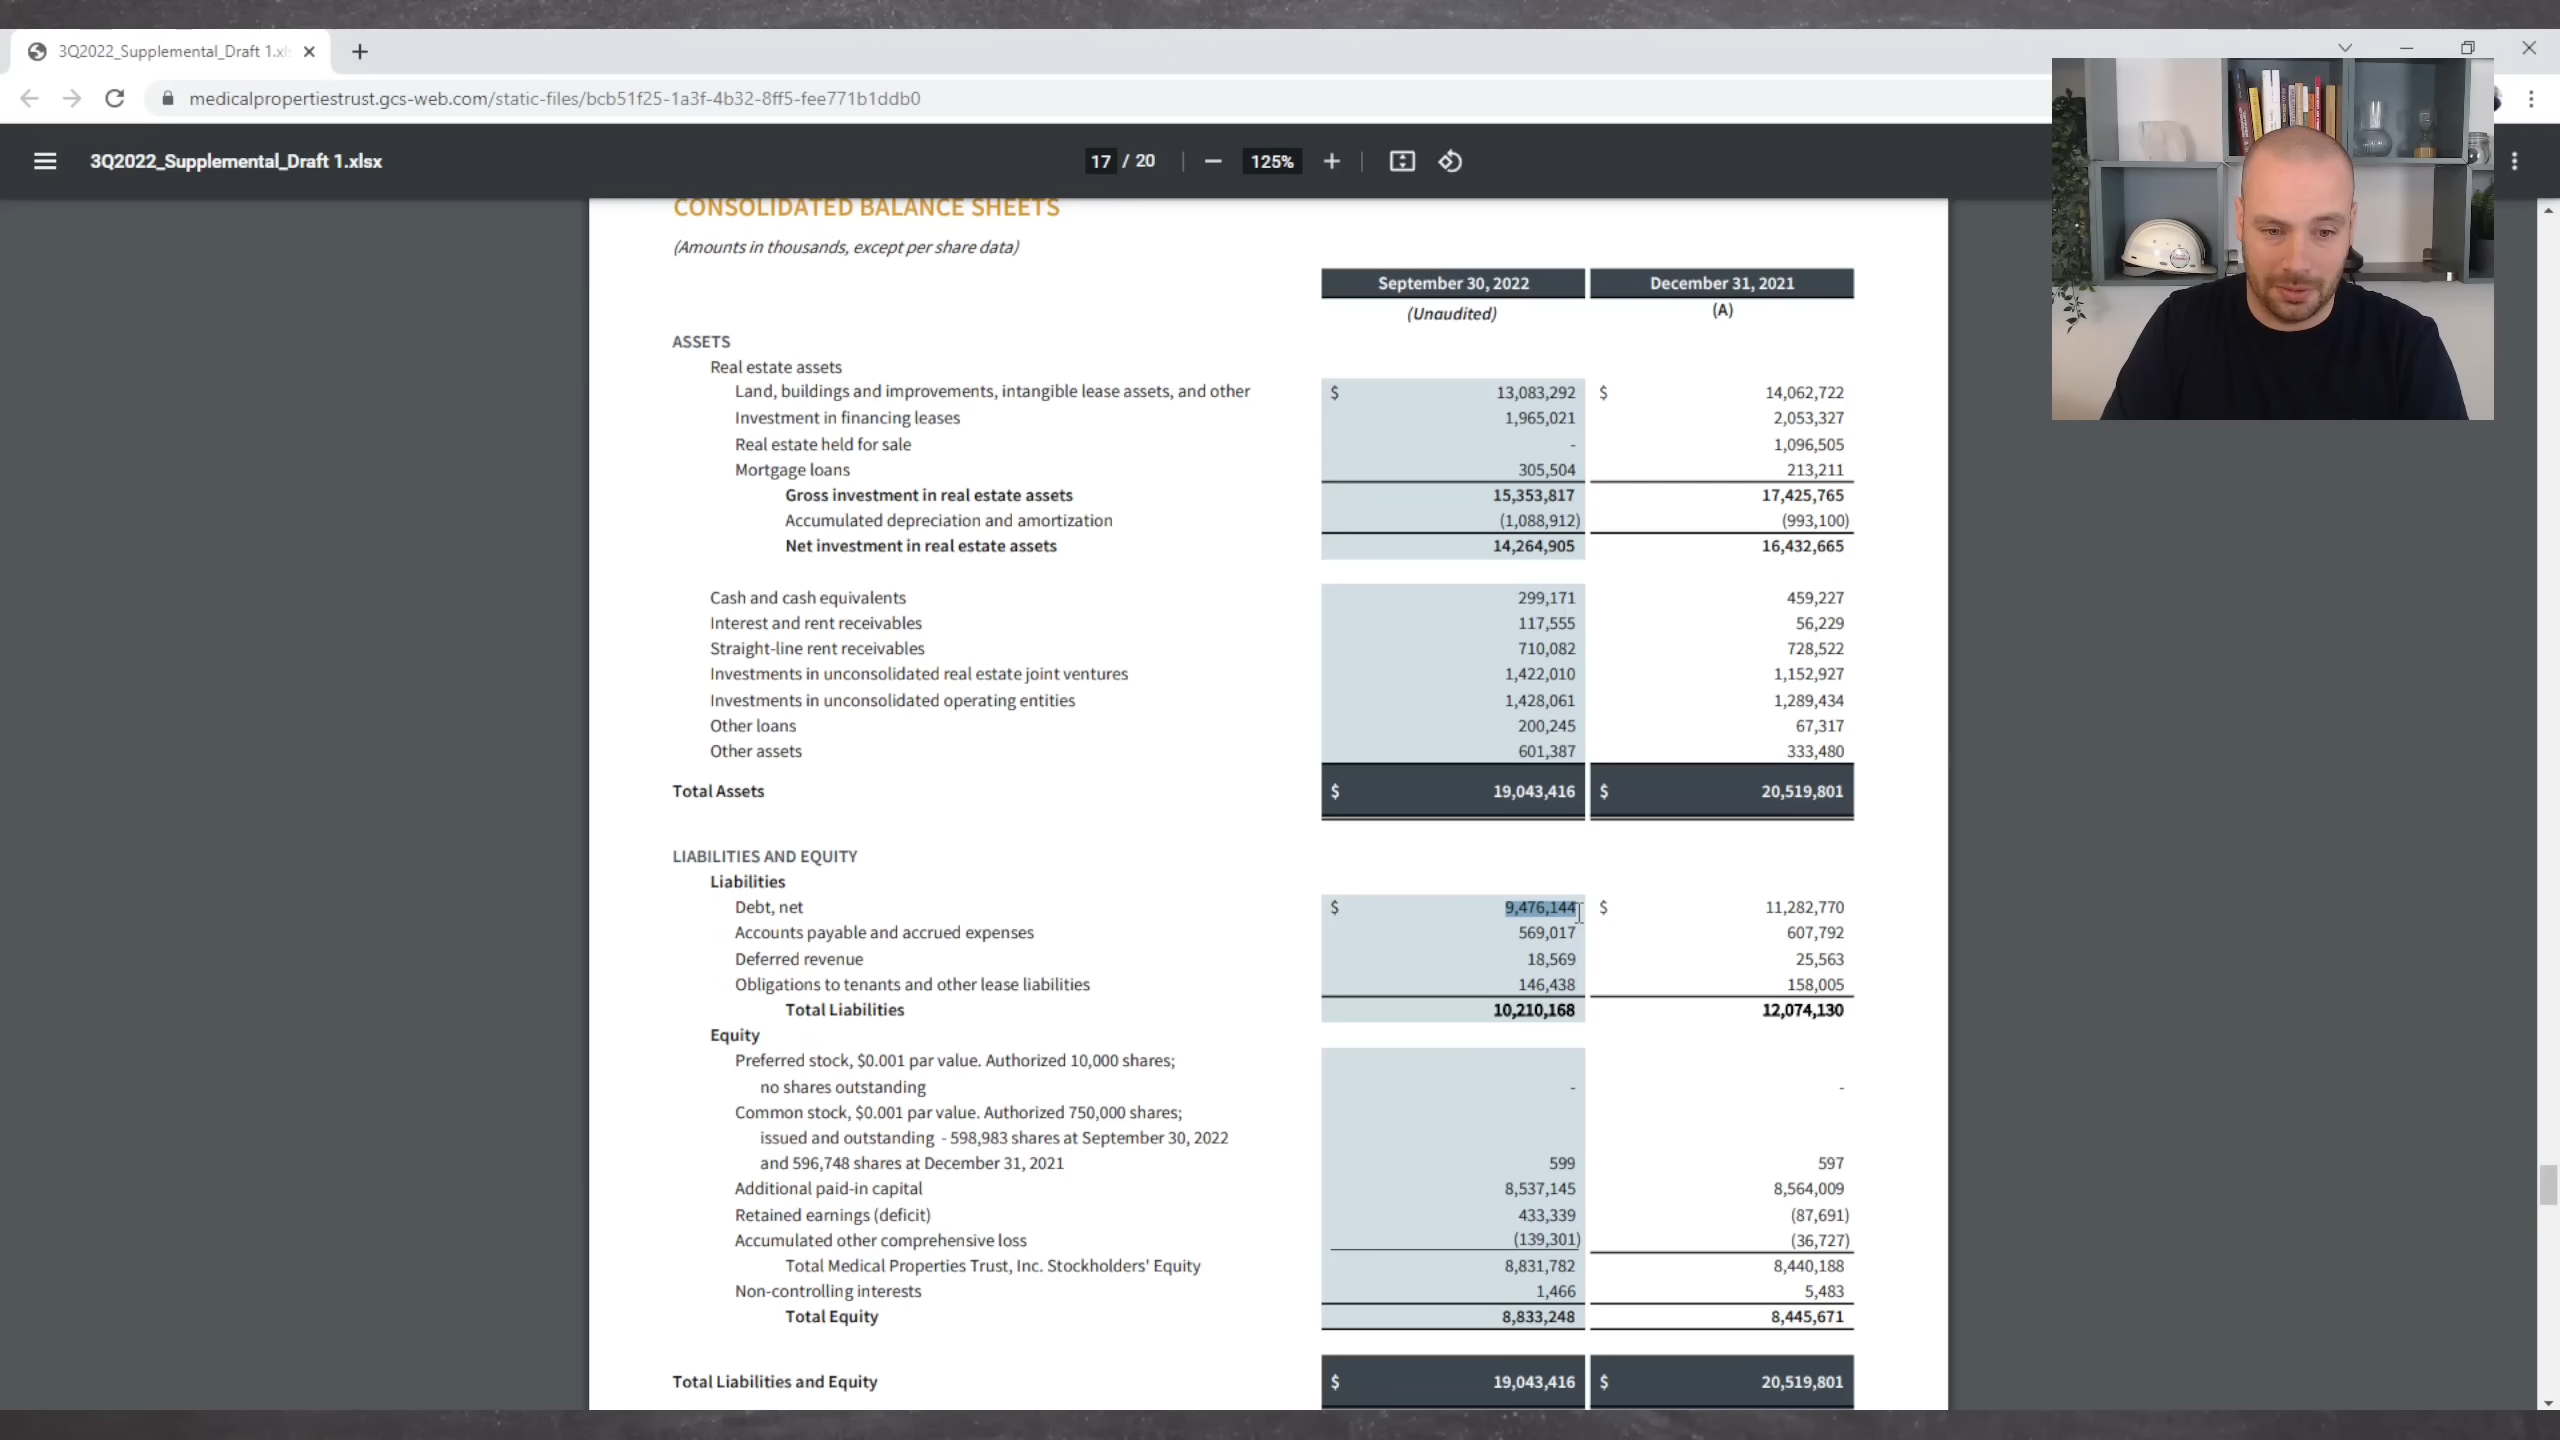 3Q2022_Supplemental_Draft 1.xl
medicalpropertiestrust.gcs-web.com/static-files/bcb51f25-1a3f-4b32-8ff5-fee771b1ddb0
3Q2022_Supplemental_Draft 1.xlsx 17 / 20 125%
CONSOLIDATED BALANCE SHEETS
(Amounts in thousands, except per share data)
September 30, 2022 December 31, 2021
(Unaudited) (A)
ASSETS
Real estate assets
Land, buildings and improvements, intangible lease assets, and other $ 13,083,292 $ 14,062,722
Investment in financing leases 1,965,021 2,053,327
Real estate held for sale - 1,096,505
Mortgage loans 305,504 213,211
Gross investment in real estate assets 15,353,817 17,425,765
Accumulated depreciation and amortization (1,088,912) (993,100)
Net investment in real estate assets 14,264,905 16,432,665
Cash and cash equivalents 299,171 459,227
Interest and rent receivables 117,555 56,229
Straight-line rent receivables 710,082 728,522
Investments in unconsolidated real estate joint ventures 1,422,010 1,152,927
Investments in unconsolidated operating entities 1,428,061 1,289,434
Other loans 200,245 67,317
Other assets 601,387 333,480
Total Assets $ 19,043,416 $ 20,519,801
LIABILITIES AND EQUITY
Liabilities
Debt, net $ 9,476,144 $ 11,282,770
Accounts payable and accrued expenses 569,017 607,792
Deferred revenue 18,569 25,563
Obligations to tenants and other lease liabilities 146,438 158,005
Total Liabilities 10,210,168 12,074,130
Equity
Preferred stock, $0.001 par value. Authorized 10,000 shares;
no shares outstanding - -
Common stock, $0.001 par value. Authorized 750,000 shares;
issued and outstanding - 598,983 shares at September 30, 2022
and 596,748 shares at December 31, 2021 599 597
Additional paid-in capital 8,537,145 8,564,009
Retained earnings (deficit) 433,339 (87,691)
Accumulated other comprehensive loss (139,301) (36,727)
Total Medical Properties Trust, Inc. Stockholders' Equity 8,831,782 8,440,188
Non-controlling interests 1,466 5,483
Total Equity 8,833,248 8,445,671
Total Liabilities and Equity $ 19,043,416 $ 20,519,801